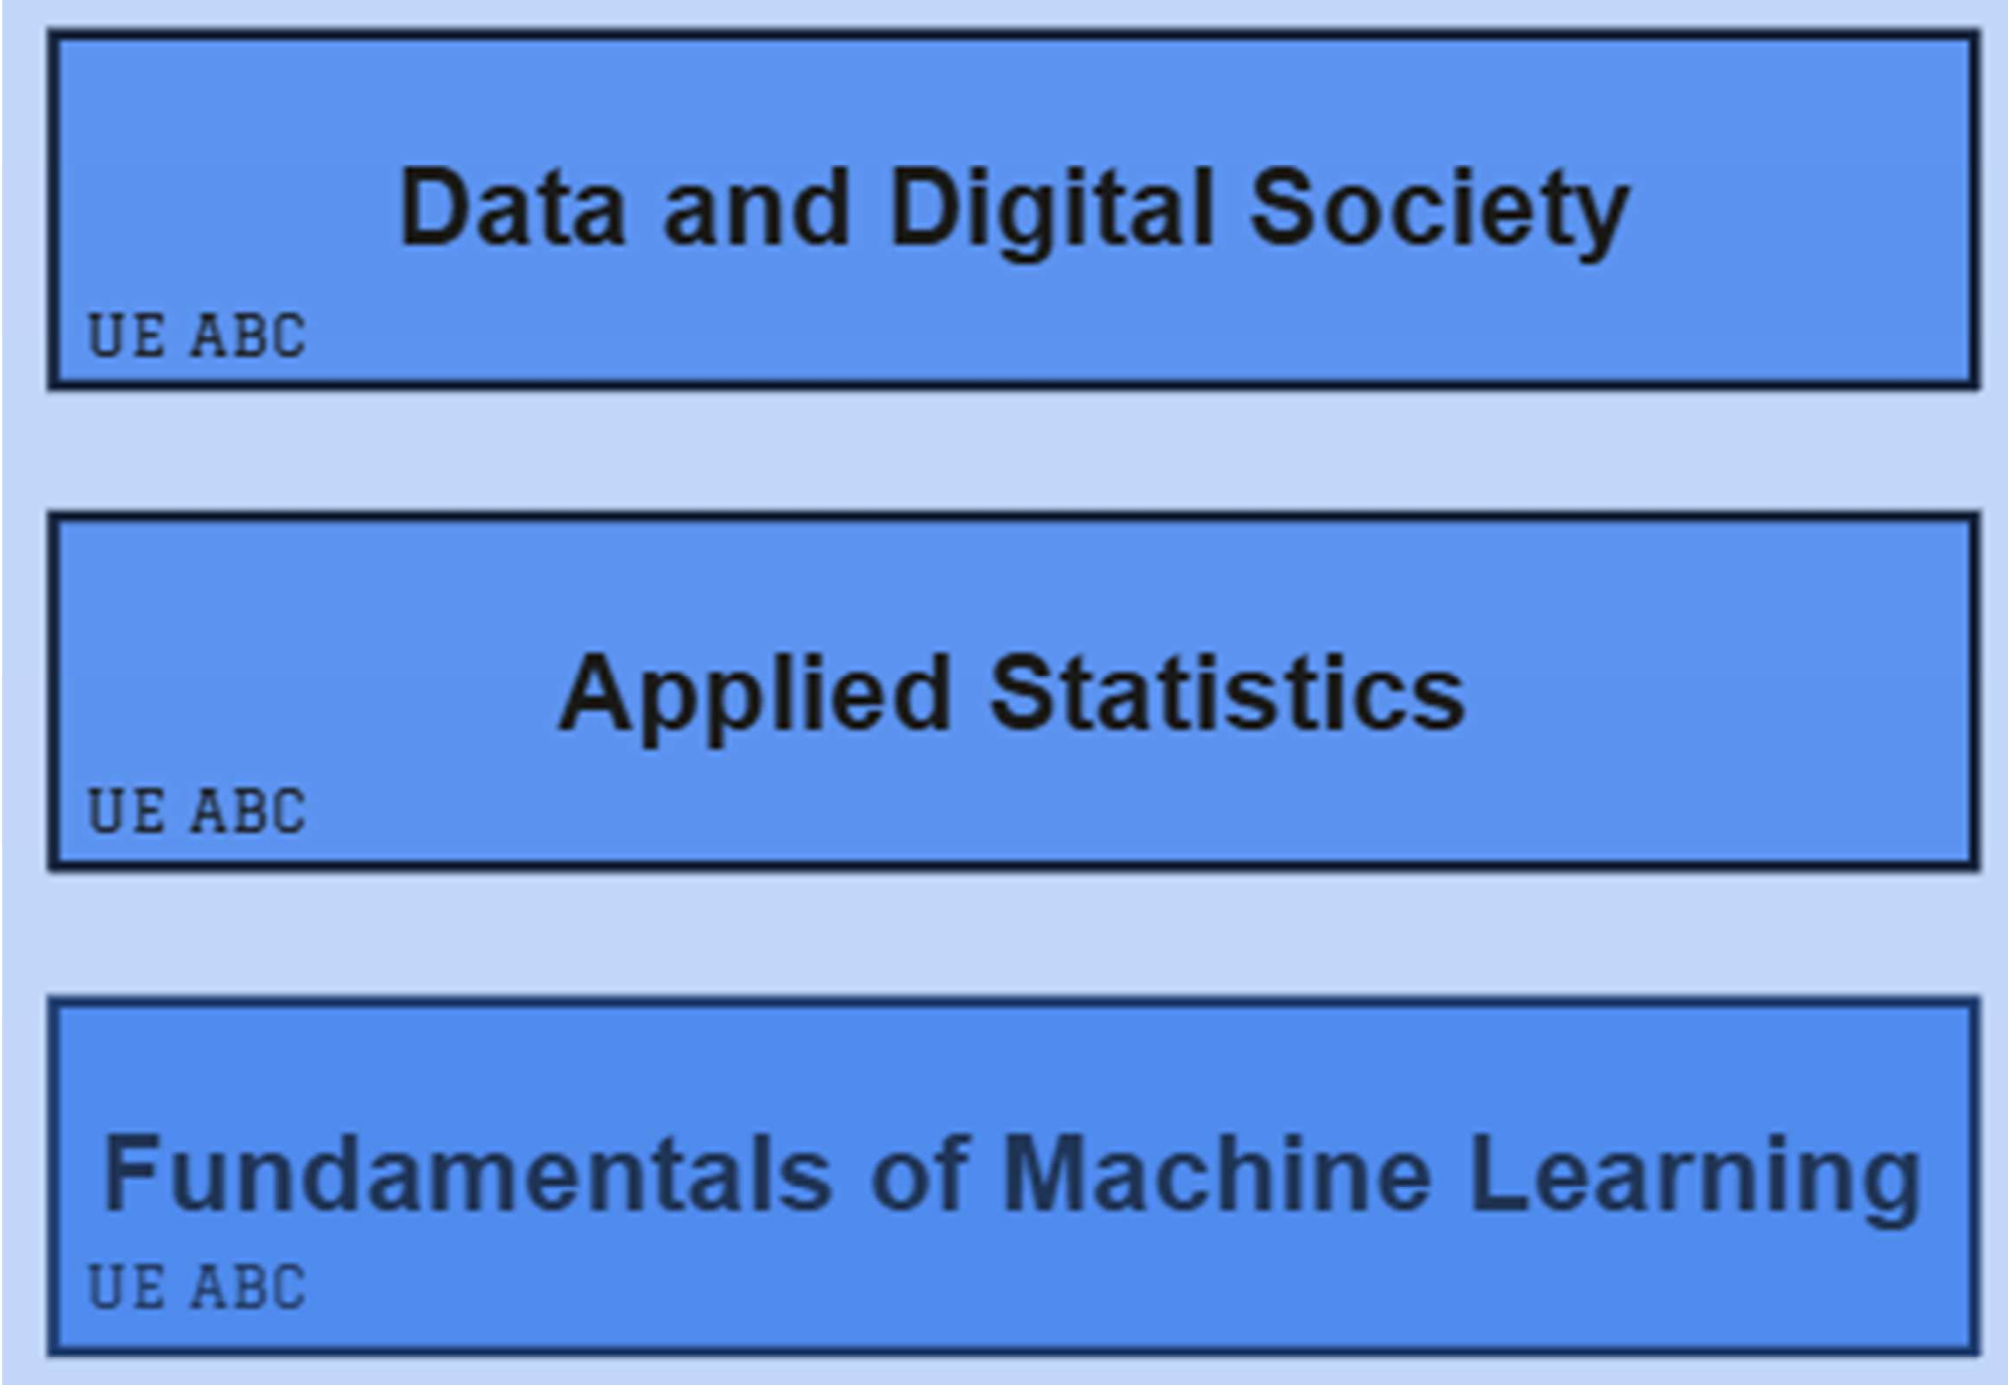 Data and Digital Society
UE ABC
Applied Statistics
UE ABC
Fundamentals of Machine Learning
UE ABC